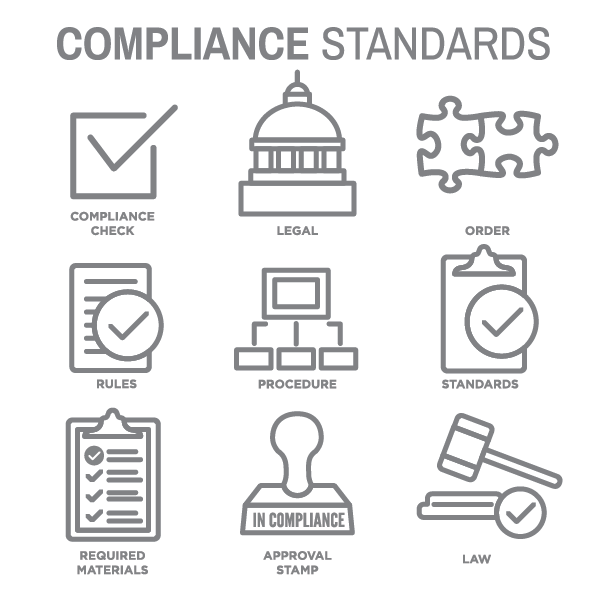 COMPLIANCE STANDARDS
COMPLIANCE
CHECK
LEGAL
ORDER
RULES
PROCEDURE
STANDARDS
REQUIRED
MATERIALS
IN COMPLIANCE
APPROVAL
STAMP
LAW